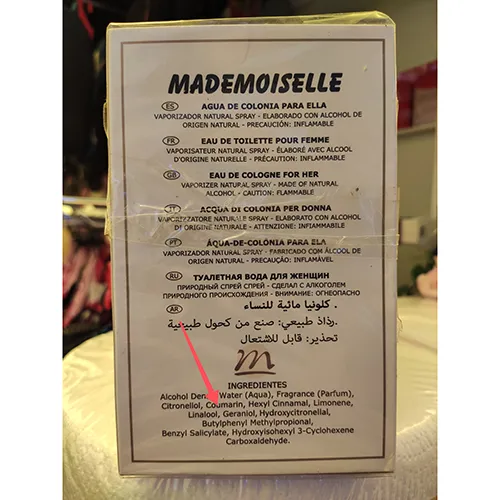 MADEMOISELLE
ES AGUA DE COLONIA PARA ELLA
VAPORIZADOR NATURAL SPRAY - ELABORADO CON ALCOHOL DE
ORIGEN NATURAL - PRECAUCIÓN: INFLAMABLE
FR EAU DE TOILETTE POUR FEMME
VAPORISATEUR NATURAL SPRAY - ÉLABORÉ AVEC ALCOOL
D'ORIGINE NATURELLE - PRÉCAUTION: INFLAMMABLE
GB EAU DE COLOGNE FOR HER
VAPORIZER NATURAL SPRAY - MADE OF NATURAL
ALCOHOL - CAUTION: FLAMMABLE
IT ACQUA DI COLONIA PER DONNA
VAPORIZZATORE NATURALE SPRAY - ELABORATO CON ALCOHOL
DI ORIGINE NATURALE - ATTENZIONE: INFIAMMABILE
PT ÁQUA-DE-COLÓNIA PARA ELA
VAPORIZADOR NATURAL SPRAY - FABRICADO COM ÁLCOOL DE
ORIGEN NATURAL - PRECAUÇÃO: INFLAMÁVEL
RU ТУАЛЕТНАЯ ВОДА ДЛЯ ЖЕНЩИН
ПРИРОДНЫЙ СПРЕЙ СПРЕЙ - СДЕЛАН С АЛКОГОЛЕМ
ПРИРОДНОГО ПРОИСХОЖДЕНИЯ - ВНИМАНИЕ: ОГНЕОПАСНО
AR كلونيا مائية للنساء .
رذاذ طبيعي: صنع من كحول طبيعية.
تحذير: قابل للاشتعال
m
INGREDIENTES
Alcohol Denat, Water (Aqua), Fragrance (Parfum),
Citronellol, Coumarin, Hexyl Cinnamal, Limonene,
Linalool, Geraniol, Hydroxycitronellal,
Butylphenyl Methylpropional,
Benzyl Salicylate, Hydroxyisohexyl 3-Cyclohexene
Carboxaldehyde.